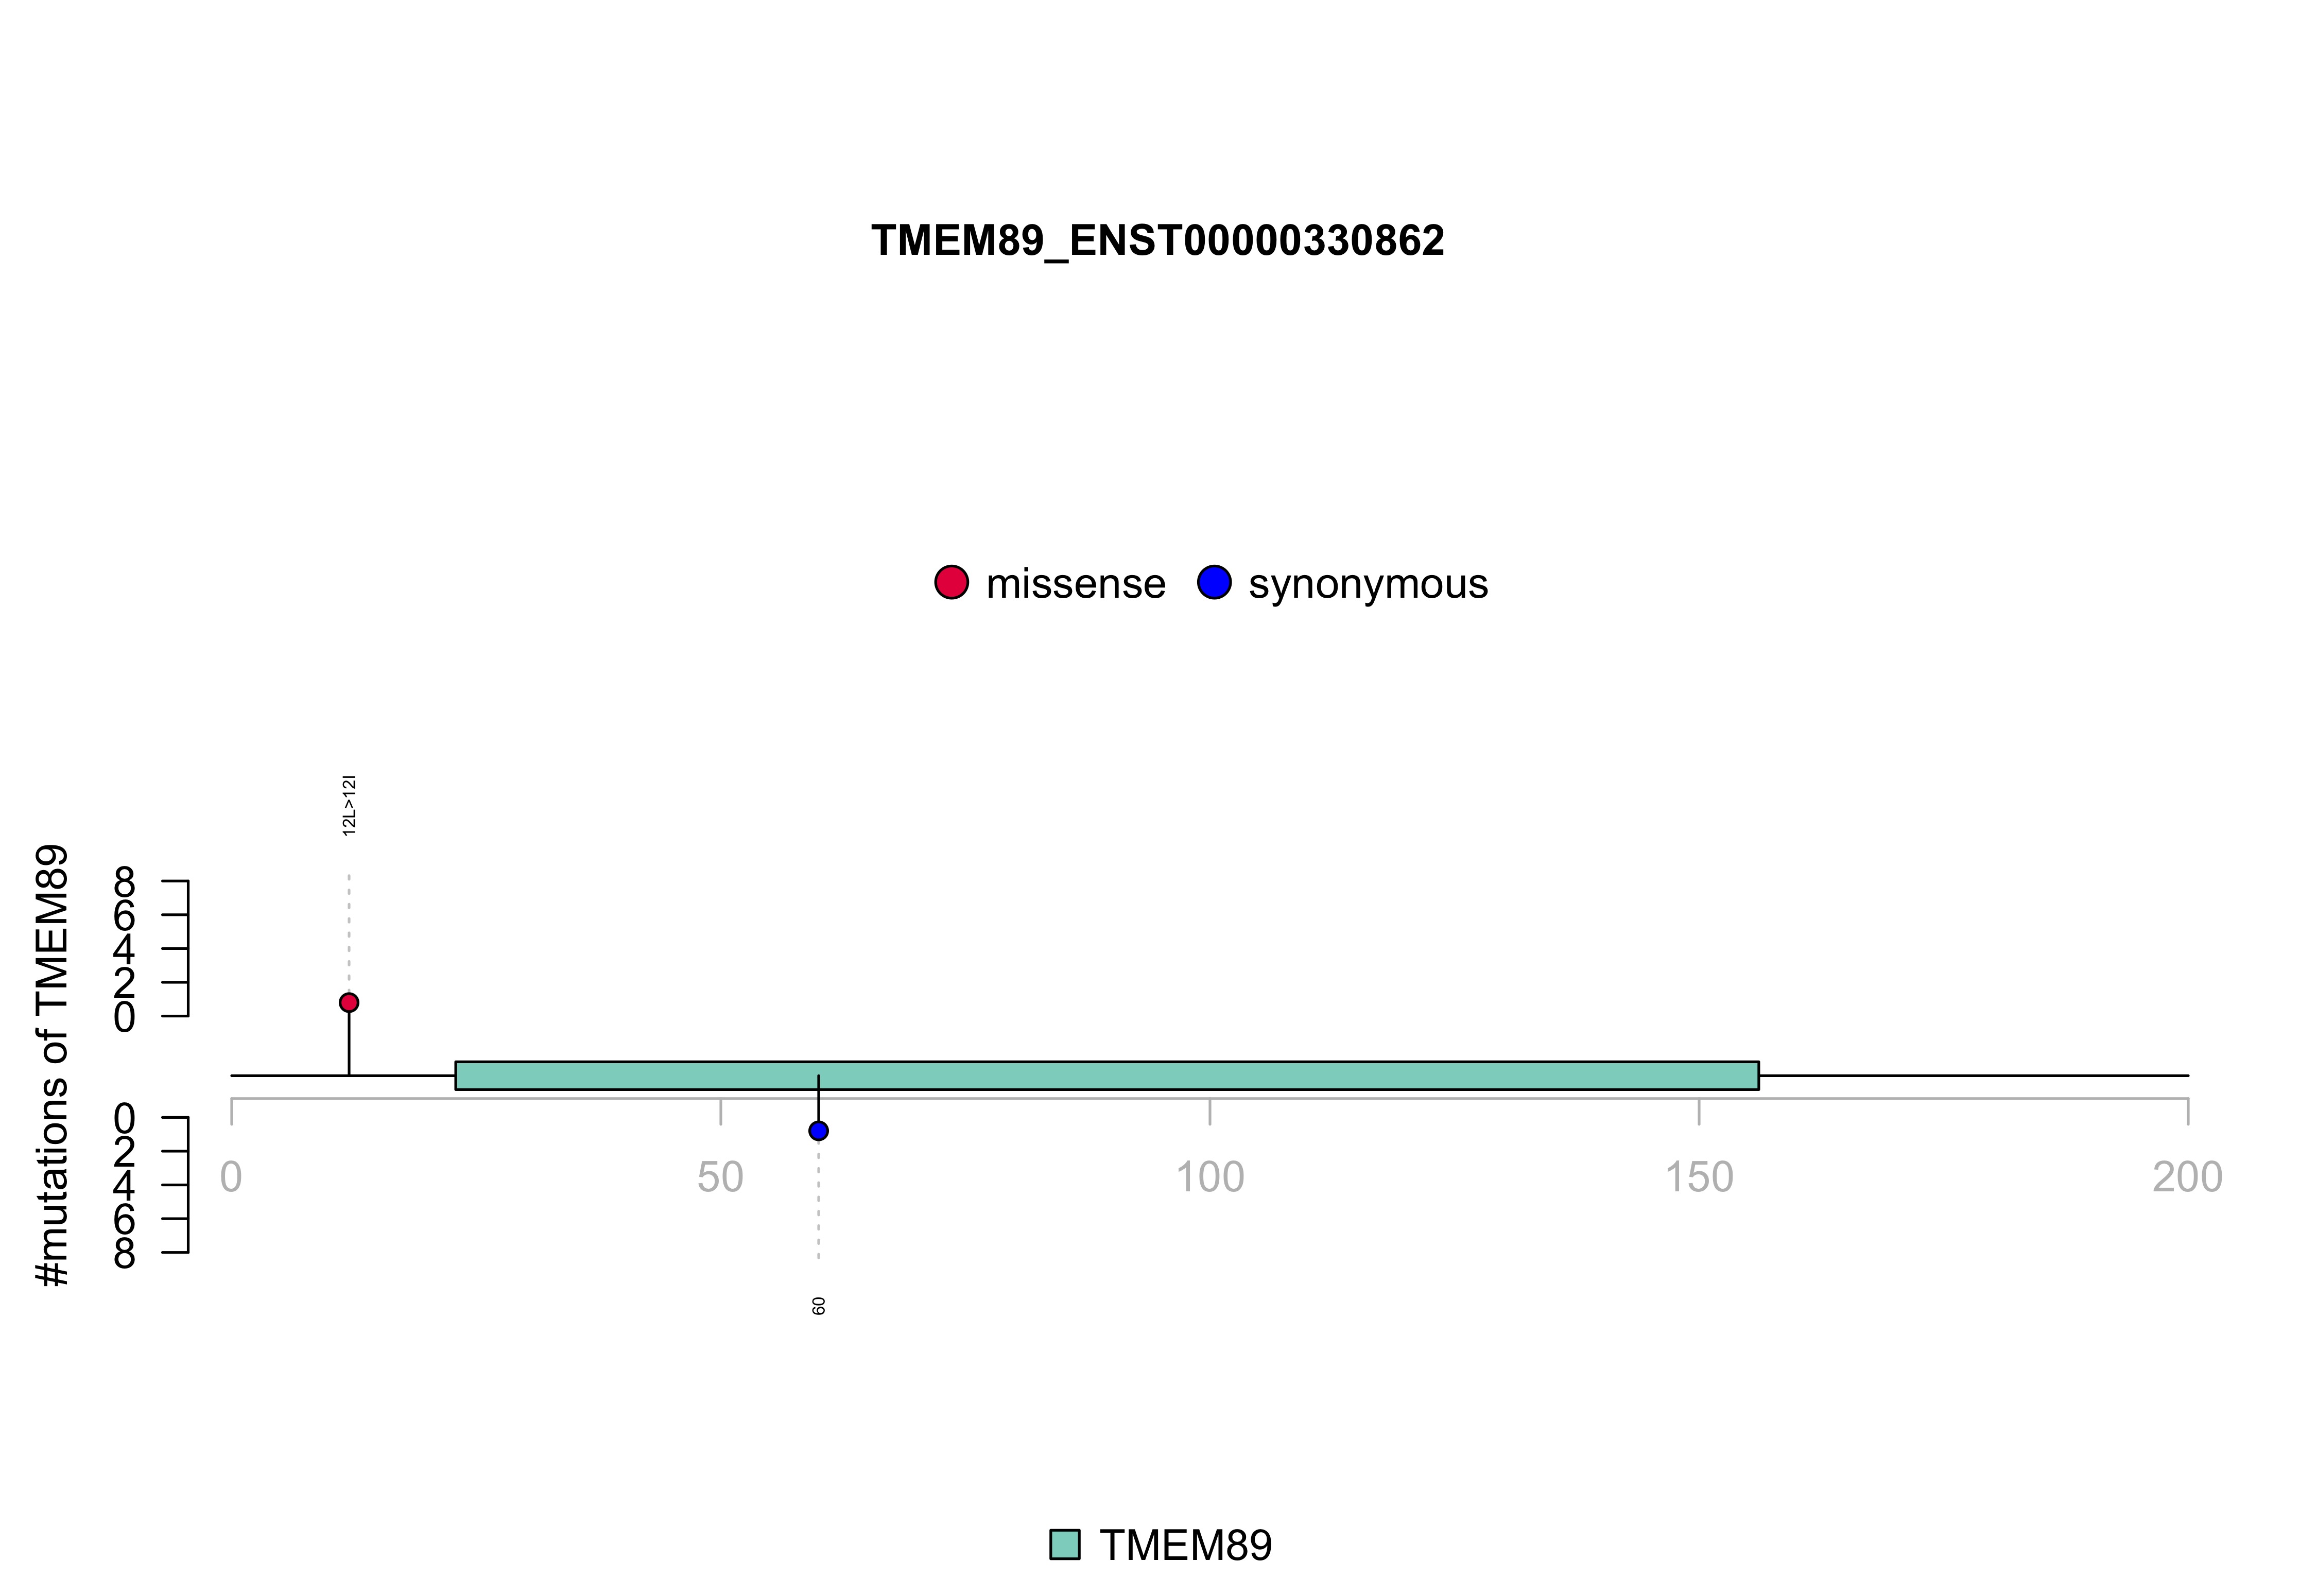 TMEM89_ENST00000330862
missense synonymous
12L>12I
#mutations of TMEM89
8
6
4
2
0
0
2
4
6
8
0 50 100 150 200
60
TMEM89